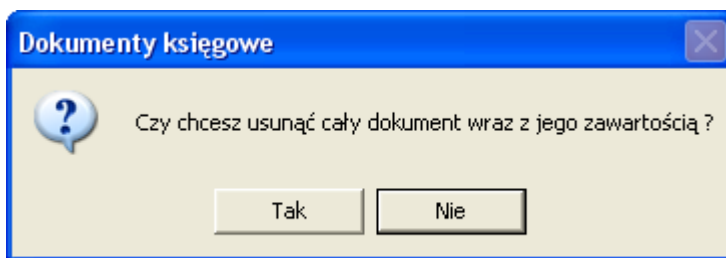 Dokumenty księgowe
Czy chcesz usunąć cały dokument wraz z jego zawartością ?
Tak Nie